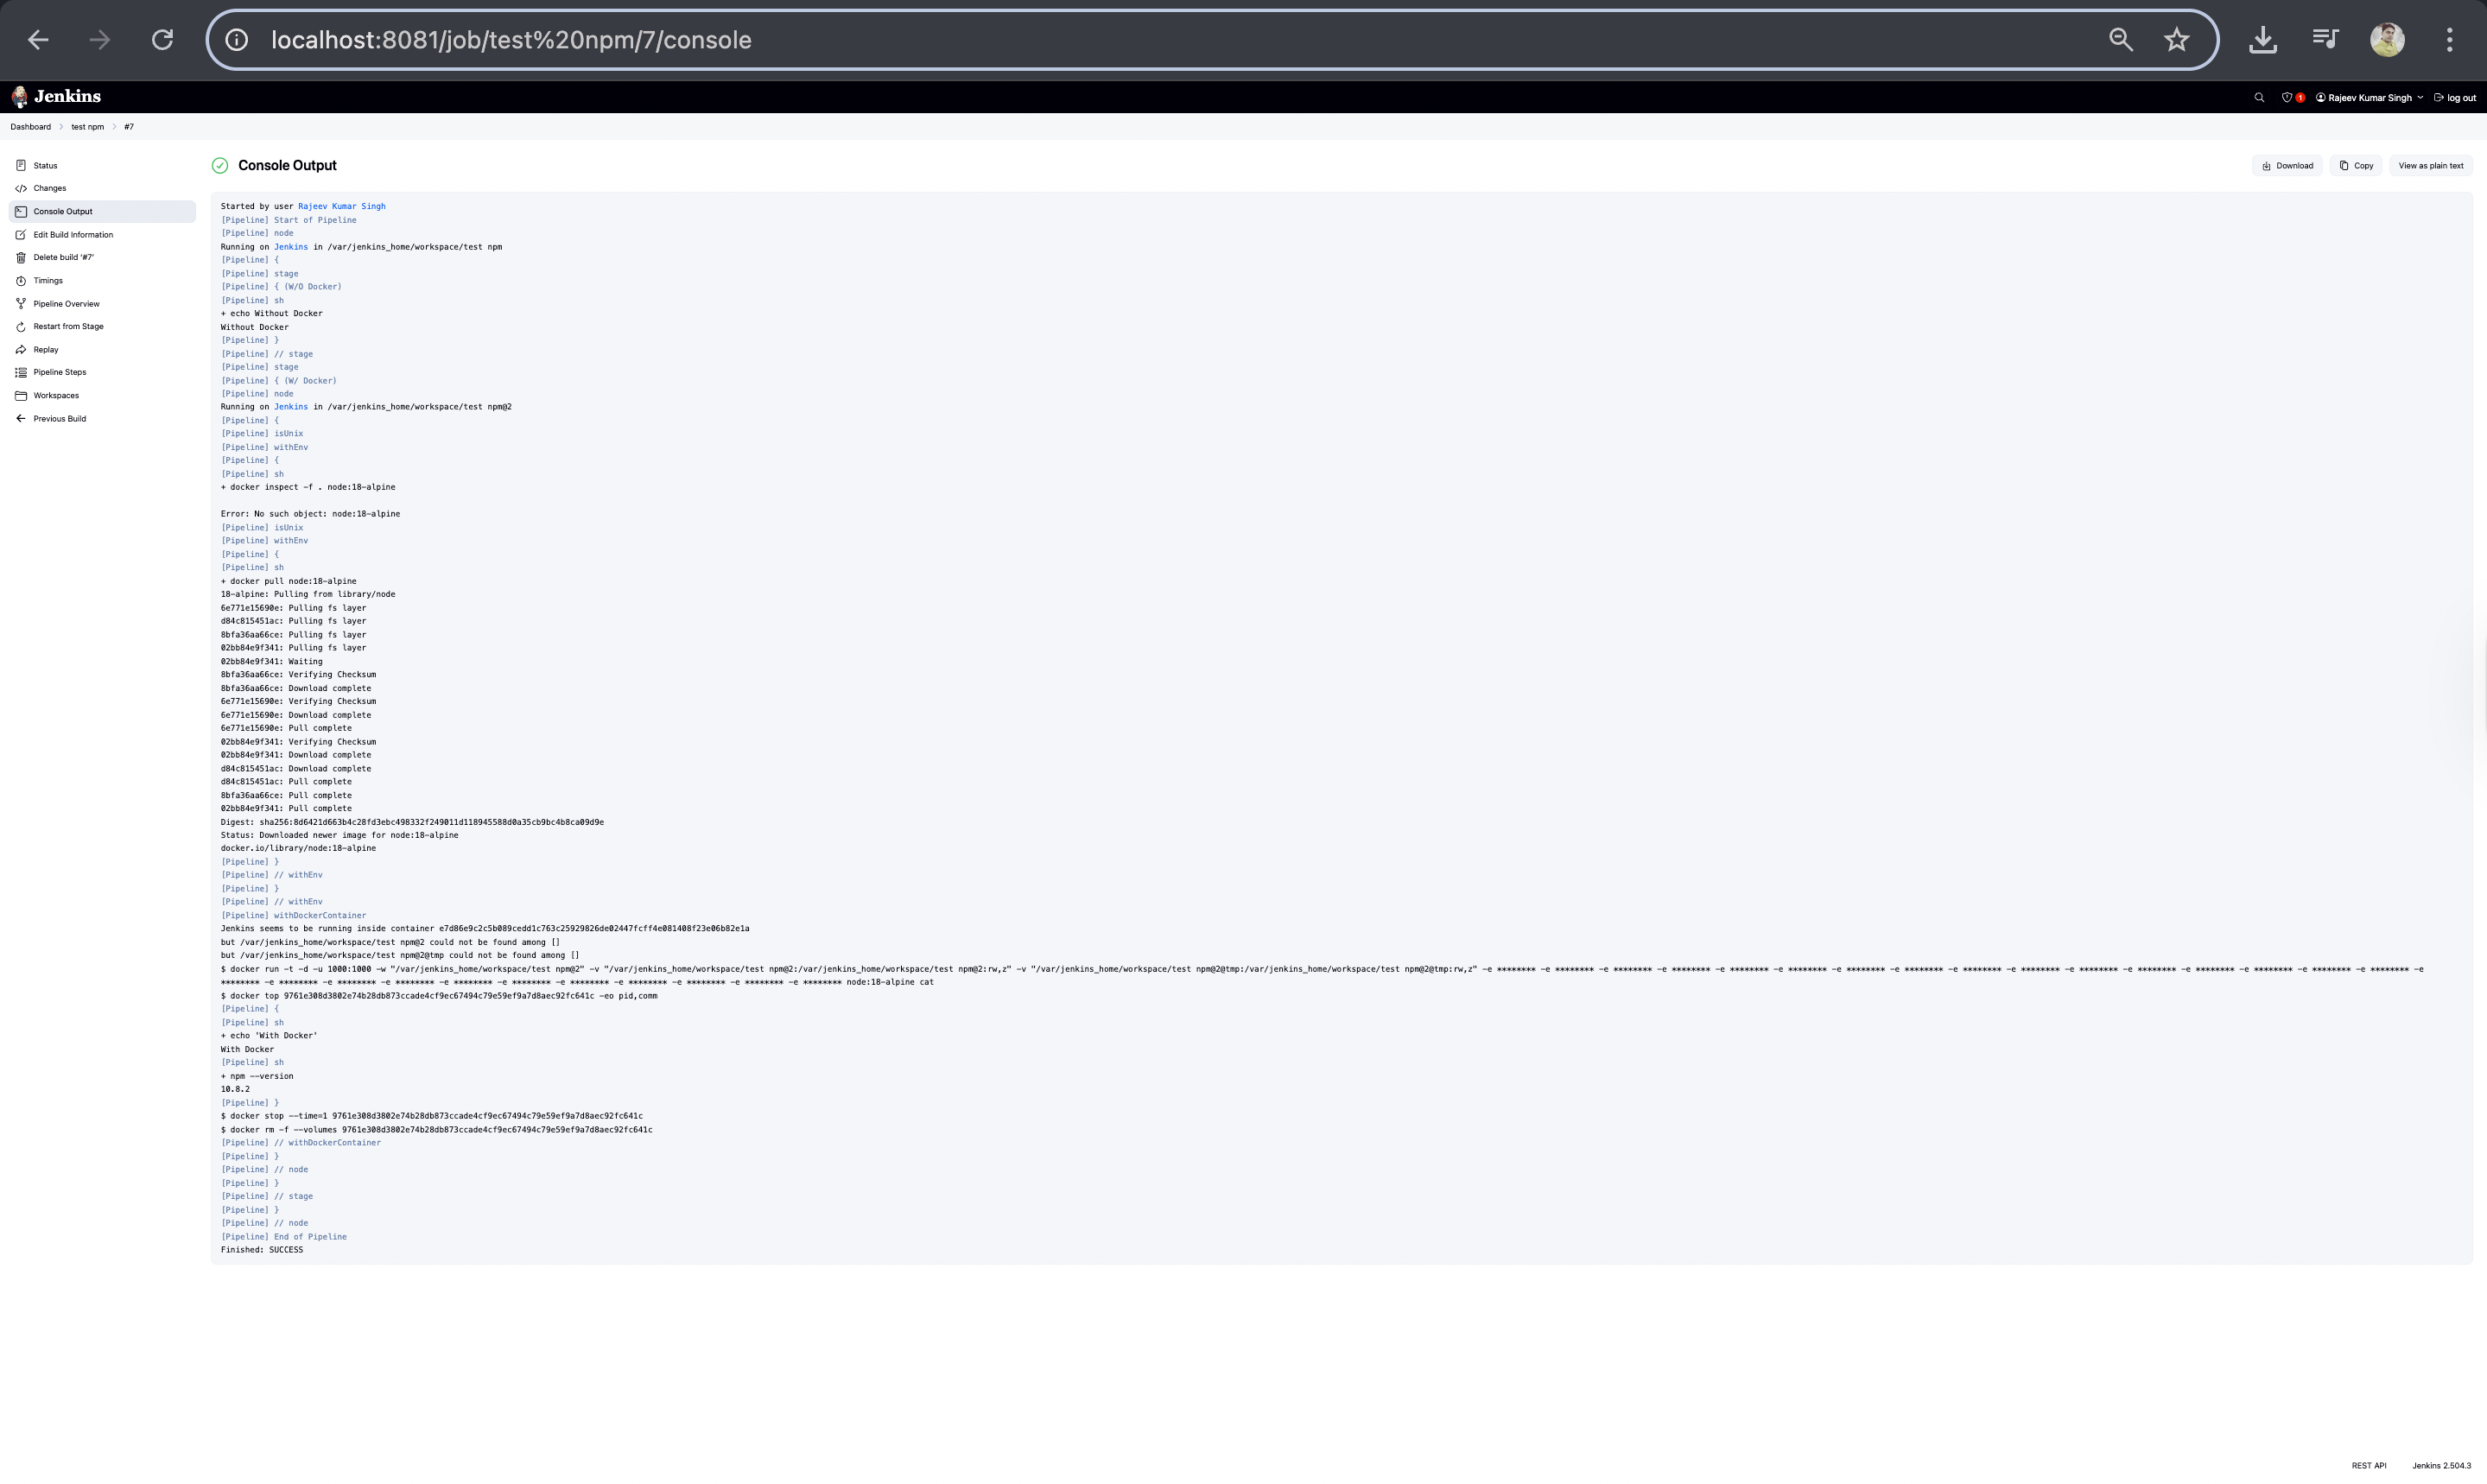 localhost:8081/job/test%20npm/7/console
Jenkins
1
Rajeev Kumar Singh
log out
Dashboard
test npm
#7
Status
Changes
Console Output
Edit Build Information
Delete build '#7'
Timings
Pipeline Overview
Restart from Stage
Replay
Pipeline Steps
Workspaces
Previous Build
Console Output
Download
Copy
View as plain text
Started by user Rajeev Kumar Singh
[Pipeline] Start of Pipeline
[Pipeline] node
Running on Jenkins in /var/jenkins_home/workspace/test npm
[Pipeline] {
[Pipeline] stage
[Pipeline] { (W/O Docker)
[Pipeline] sh
+ echo Without Docker
Without Docker
[Pipeline] }
[Pipeline] // stage
[Pipeline] stage
[Pipeline] { (W/ Docker)
[Pipeline] node
Running on Jenkins in /var/jenkins_home/workspace/test npm@2
[Pipeline] {
[Pipeline] isUnix
[Pipeline] withEnv
[Pipeline] {
[Pipeline] sh
+ docker inspect -f . node:18-alpine
Error: No such object: node:18-alpine
[Pipeline] isUnix
[Pipeline] withEnv
[Pipeline] {
[Pipeline] sh
+ docker pull node:18-alpine
18-alpine: Pulling from library/node
6e771e15690e: Pulling fs layer
d84c815451ac: Pulling fs layer
8bfa36aa66ce: Pulling fs layer
02bb84e9f341: Pulling fs layer
02bb84e9f341: Waiting
8bfa36aa66ce: Verifying Checksum
8bfa36aa66ce: Download complete
6e771e15690e: Verifying Checksum
6e771e15690e: Download complete
6e771e15690e: Pull complete
02bb84e9f341: Verifying Checksum
02bb84e9f341: Download complete
d84c815451ac: Download complete
d84c815451ac: Pull complete
8bfa36aa66ce: Pull complete
02bb84e9f341: Pull complete
Digest: sha256:8d6421d663b4c28fd3ebc498332f249011d118945588d0a35cb9bc4b8ca09d9e
Status: Downloaded newer image for node:18-alpine
docker.io/library/node:18-alpine
[Pipeline] }
[Pipeline] // withEnv
[Pipeline] }
[Pipeline] // withEnv
[Pipeline] withDockerContainer
Jenkins seems to be running inside container e7d86e9c2c5b089cedd1c763c25929826de02447fcff4e081408f23e06b82e1a
but /var/jenkins_home/workspace/test npm@2 could not be found among []
but /var/jenkins_home/workspace/test npm@2@tmp could not be found among []
$ docker run -t -d -u 1000:1000 -w "/var/jenkins_home/workspace/test npm@2" -v "/var/jenkins_home/workspace/test npm@2:/var/jenkins_home/workspace/test npm@2:rw,z" -v "/var/jenkins_home/workspace/test npm@2@tmp:/var/jenkins_home/workspace/test npm@2@tmp:rw,z" -e ******** -e ******** -e ******** -e ******** -e ******** -e ******** -e ******** -e ******** -e ******** -e ******** -e ******** -e ******** -e ******** -e ******** -e ******** -e ******** -e
******** -e ******** -e ******** -e ******** -e ******** -e ******** -e ******** -e ******** -e ******** -e ******** -e ******** node:18-alpine cat
$ docker top 9761e308d3802e74b28db873ccade4cf9ec67494c79e59ef9a7d8aec92fc641c -eo pid,comm
[Pipeline] {
[Pipeline] sh
+ echo 'With Docker'
With Docker
[Pipeline] sh
+ npm --version
10.8.2
[Pipeline] }
$ docker stop --time=1 9761e308d3802e74b28db873ccade4cf9ec67494c79e59ef9a7d8aec92fc641c
$ docker rm -f --volumes 9761e308d3802e74b28db873ccade4cf9ec67494c79e59ef9a7d8aec92fc641c
[Pipeline] // withDockerContainer
[Pipeline] }
[Pipeline] // node
[Pipeline] }
[Pipeline] // stage
[Pipeline] }
[Pipeline] // node
[Pipeline] End of Pipeline
Finished: SUCCESS
REST API
Jenkins 2.504.3